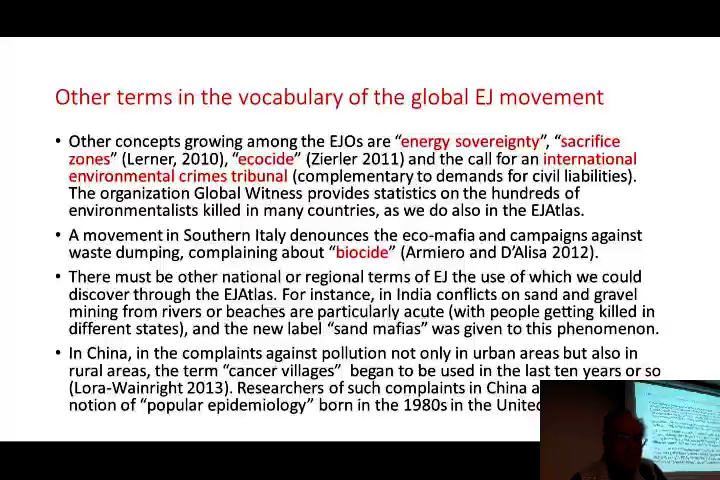 Other terms in the vocabulary of the global EJ movement
• Other concepts growing among the EJOs are “energy sovereignty”, “sacrifice
zones” (Lerner, 2010), “ecocide” (Zierler 2011) and the call for an international
environmental crimes tribunal (complementary to demands for civil liabilities).
The organization Global Witness provides statistics on the hundreds of
environmentalists killed in many countries, as we do also in the EJAtlas.
• A movement in Southern Italy denounces the eco-mafia and campaigns against
waste dumping, complaining about “biocide” (Armiero and D’Alisa 2012).
• There must be other national or regional terms of EJ the use of which we could
discover through the EJAtlas. For instance, in India conflicts on sand and gravel
mining from rivers or beaches are particularly acute (with people getting killed in
different states), and the new label “sand mafias” was given to this phenomenon.
• In China, in the complaints against pollution not only in urban areas but also in
rural areas, the term “cancer villages” began to be used in the last ten years or so
(Lora-Wainright 2013). Researchers of such complaints in China
notion of “popular epidemiology” born in the 1980s in the